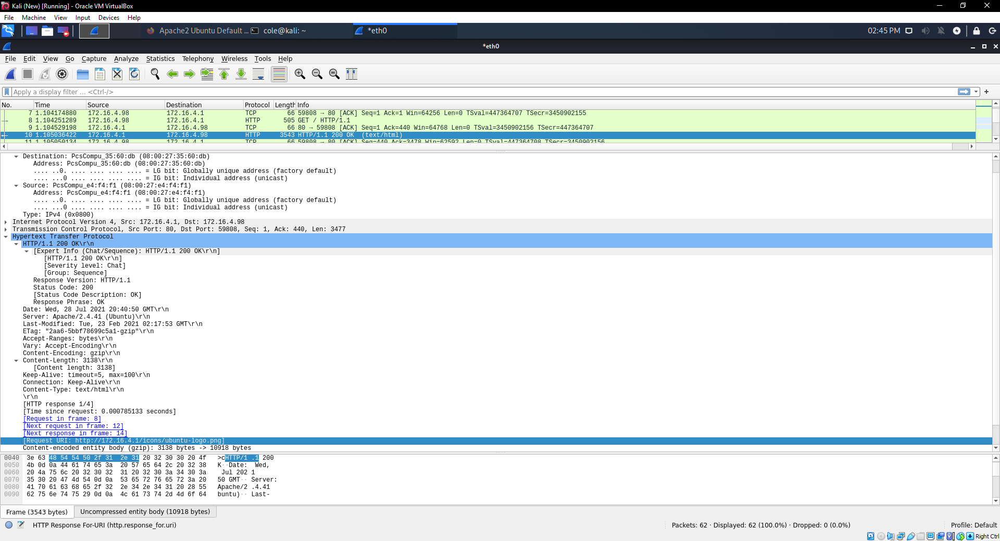 Kali (New) [Running] - Oracle VM VirtualBox
File Machine View Input Devices Help
Apache2 Ubuntu Default ... cole@kali: ~ *eth0 02:45 PM
*eth0
File Edit View Go Capture Analyze Statistics Telephony Wireless Tools Help
Apply a display filter ... <Ctrl-/>
No. Time Source Destination Protocol Length Info
7 1.104174880 172.16.4.98 172.16.4.1 TCP 66 59808 → 80 [ACK] Seq=1 Ack=1 Win=64256 Len=0 TSval=447364707 TSecr=3450902155
8 1.104251289 172.16.4.98 172.16.4.1 HTTP 505 GET / HTTP/1.1
9 1.104529198 172.16.4.1 172.16.4.98 TCP 66 80 → 59808 [ACK] Seq=1 Ack=440 Win=64768 Len=0 TSval=3450902156 TSecr=447364707
10 1.105036422 172.16.4.1 172.16.4.98 HTTP 3543 HTTP/1.1 200 OK (text/html)
11 1.105050134 172.16.4.98 172.16.4.1 TCP 66 59808 → 80 [ACK] Seq=440 Ack=3478 Win=62592 Len=0 TSval=447364708 TSecr=3450902156
Destination: PcsCompu_35:60:db (08:00:27:35:60:db)
Address: PcsCompu_35:60:db (08:00:27:35:60:db)
.... ..0. .... .... .... .... = LG bit: Globally unique address (factory default)
.... ...0 .... .... .... .... = IG bit: Individual address (unicast)
Source: PcsCompu_e4:f4:f1 (08:00:27:e4:f4:f1)
Address: PcsCompu_e4:f4:f1 (08:00:27:e4:f4:f1)
.... ..0. .... .... .... .... = LG bit: Globally unique address (factory default)
.... ...0 .... .... .... .... = IG bit: Individual address (unicast)
Type: IPv4 (0x0800)
Internet Protocol Version 4, Src: 172.16.4.1, Dst: 172.16.4.98
Transmission Control Protocol, Src Port: 80, Dst Port: 59808, Seq: 1, Ack: 440, Len: 3477
Hypertext Transfer Protocol
HTTP/1.1 200 OK\r\n
[Expert Info (Chat/Sequence): HTTP/1.1 200 OK\r\n]
[HTTP/1.1 200 OK\r\n]
[Severity level: Chat]
[Group: Sequence]
Response Version: HTTP/1.1
Status Code: 200
[Status Code Description: OK]
Response Phrase: OK
Date: Wed, 28 Jul 2021 20:40:50 GMT\r\n
Server: Apache/2.4.41 (Ubuntu)\r\n
Last-Modified: Tue, 23 Feb 2021 02:17:53 GMT\r\n
ETag: "2aa6-5bbf78699c5a1-gzip"\r\n
Accept-Ranges: bytes\r\n
Vary: Accept-Encoding\r\n
Content-Encoding: gzip\r\n
Content-Length: 3138\r\n
[Content length: 3138]
Keep-Alive: timeout=5, max=100\r\n
Connection: Keep-Alive\r\n
Content-Type: text/html\r\n
\r\n
[HTTP response 1/4]
[Time since request: 0.000785133 seconds]
[Request in frame: 8]
[Next request in frame: 12]
[Next response in frame: 14]
[Request URI: http://172.16.4.1/icons/ubuntu-logo.png]
Content-encoded entity body (gzip): 3138 bytes -> 10918 bytes
0040 3e 63 48 54 54 50 2f 31 2e 31 20 32 30 30 20 4f >cHTTP/1 .1 200
0050 4b 0d 0a 44 61 74 65 3a 20 57 65 64 2c 20 32 38 K··Date: Wed,
0060 20 4a 75 6c 20 32 30 32 31 20 32 30 3a 34 30 3a Jul 202 1
0070 35 30 20 47 4d 54 0d 0a 53 65 72 76 65 72 3a 20 50 GMT·· Server:
0080 41 70 61 63 68 65 2f 32 2e 34 2e 34 31 20 28 55 Apache/2 .4.41
0090 62 75 6e 74 75 29 0d 0a 4c 61 73 74 2d 4d 6f 64 buntu)·· Last-
Frame (3543 bytes) Uncompressed entity body (10918 bytes)
HTTP Response For-URI (http.response_for.uri) Packets: 62 · Displayed: 62 (100.0%) · Dropped: 0 (0.0%) Profile: Default
Right Ctrl